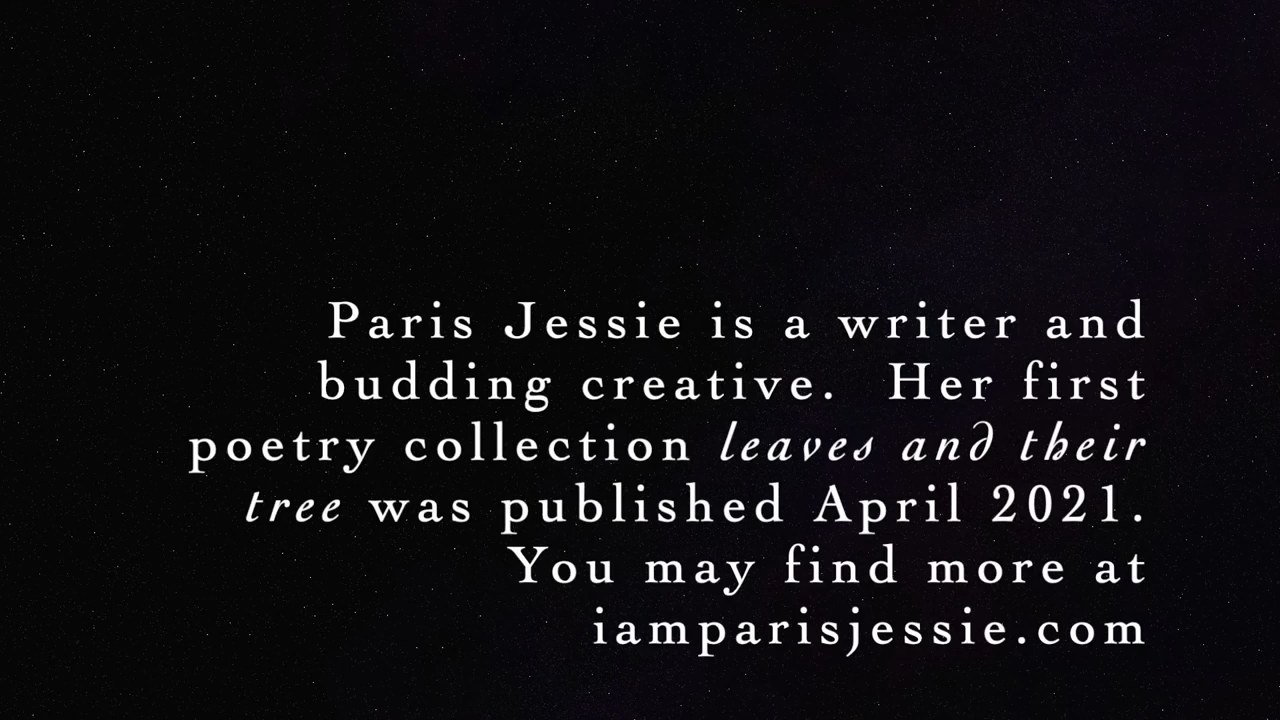 Paris Jessie is a writer and
budding creative.  Her first
poetry collection leaves and their
tree was published April 2021.
You may find more at
iamparisjessie.com